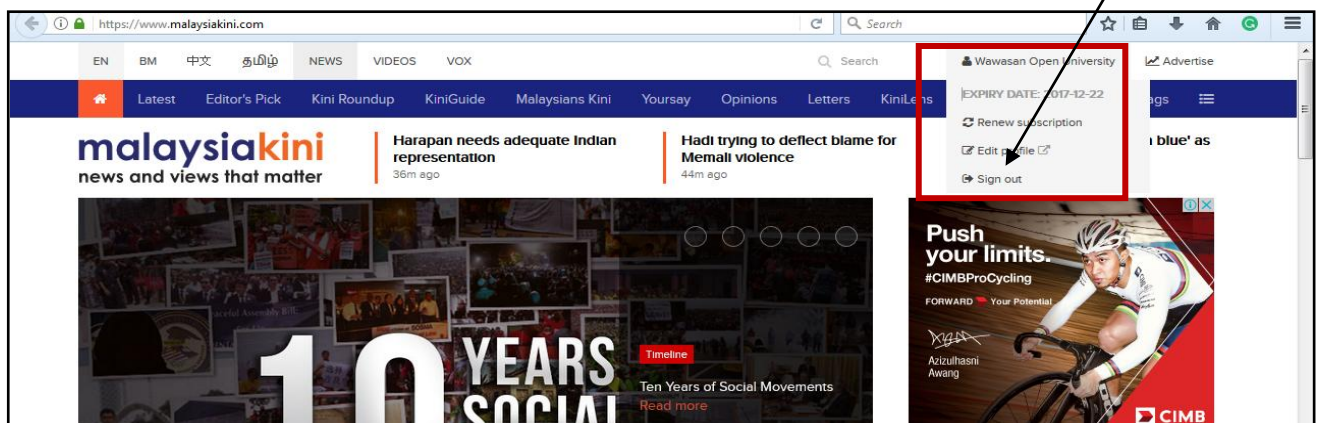 https://www.malaysiakini.com
Search
EN BM 中文 தமிழ் NEWS VIDEOS VOX
Search
Wawasan Open University
Advertise
Latest Editor's Pick Kini Roundup KiniGuide Malaysians Kini Yoursay Opinions Letters KiniLens
EXPIRY DATE: 2017-12-22
Renew subscription
Edit profile
Sign out
malaysiakini
news and views that matter
Harapan needs adequate Indian
representation
36m ago
Hadi trying to deflect blame for
Memali violence
44m ago
blue' as
10 YEARS
SOCIAL
Timeline
Ten Years of Social Movements
Read more
Push
your limits.
#CIMBProCycling
FORWARD Your Potential
Azizulhasni
Awang
CIMB